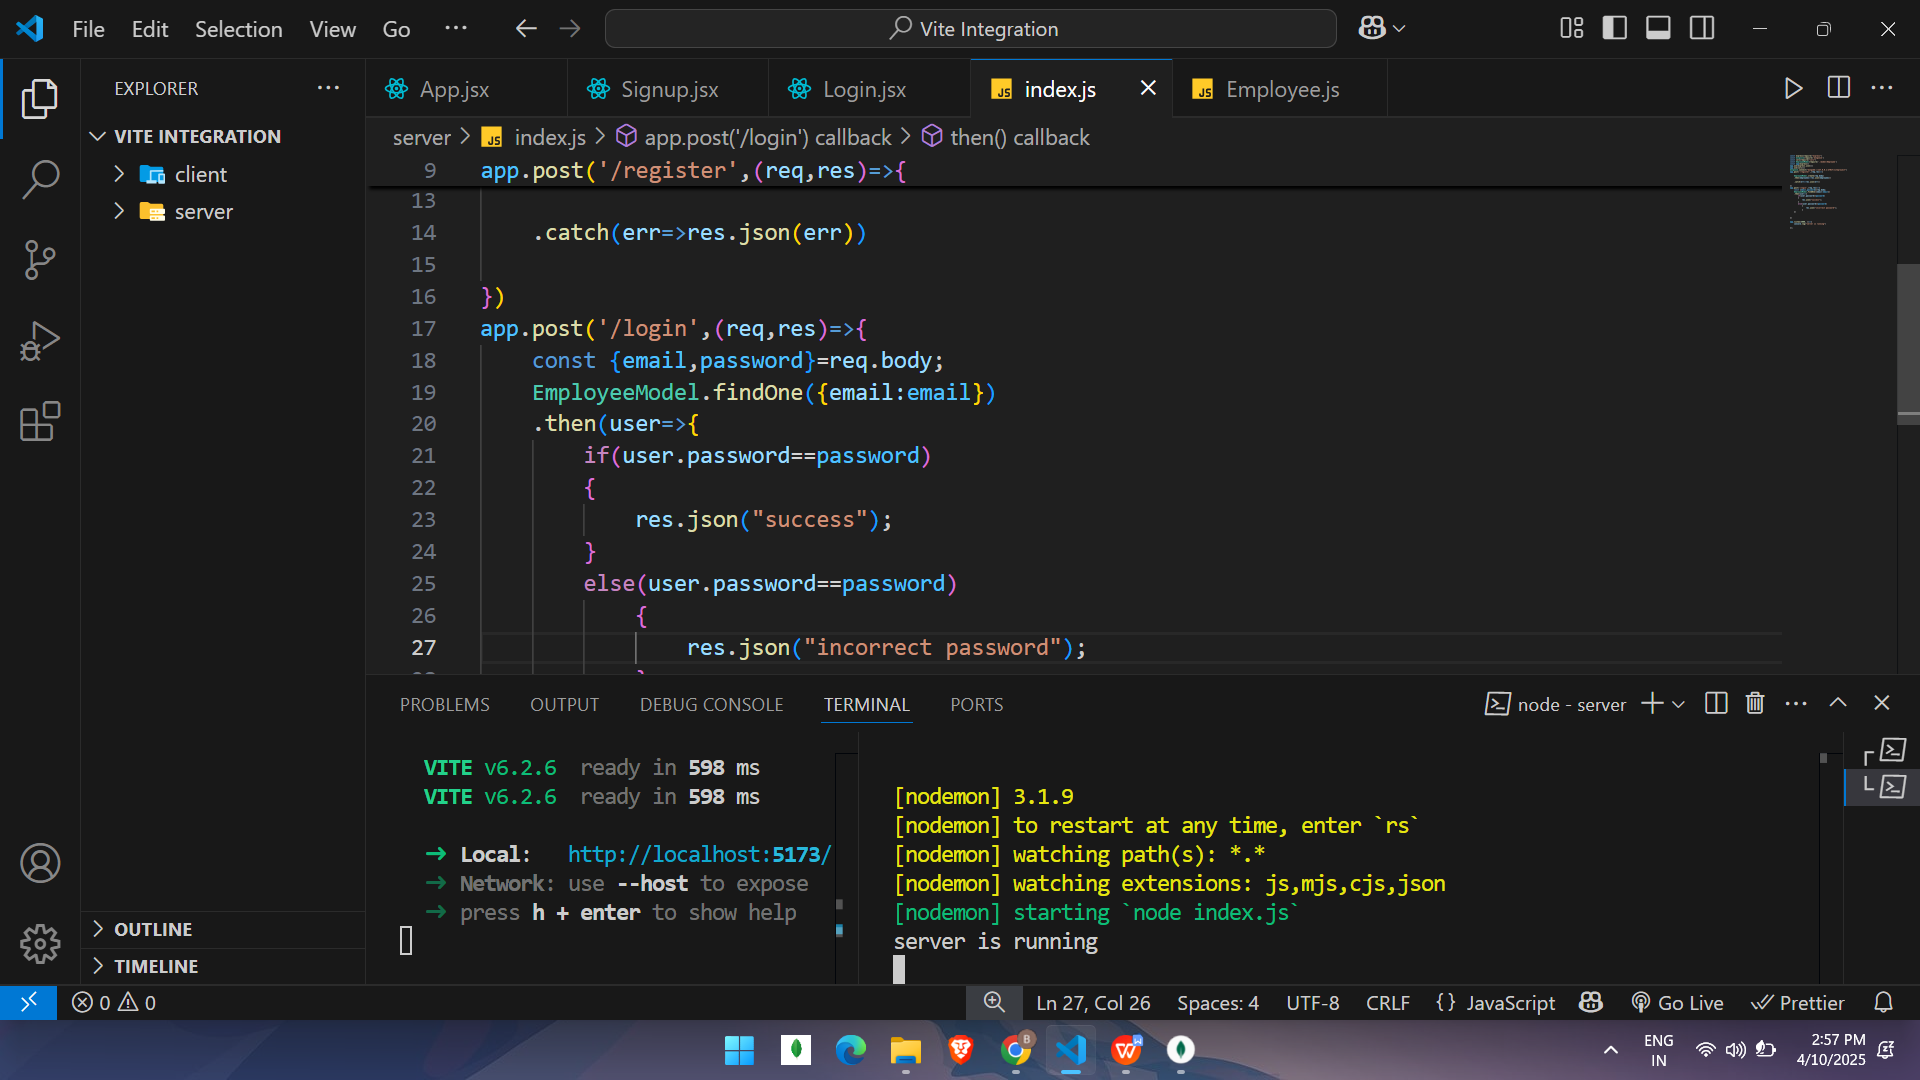 File Edit Selection View Go ··· Vite Integration
EXPLORER ···
VITE INTEGRATION
client
server
OUTLINE
TIMELINE
App.jsx Signup.jsx Login.jsx JS index.js JS Employee.js ···
server > JS index.js > app.post('/login') callback > then() callback
9 app.post('/register',(req,res)=>{
13
14 .catch(err=>res.json(err))
15
16 })
17 app.post('/login',(req,res)=>{
18 const {email,password}=req.body;
19 EmployeeModel.findOne({email:email})
20 .then(user=>{
21 if(user.password==password)
22 {
23 res.json("success");
24 }
25 else(user.password==password)
26 {
27 res.json("incorrect password");
PROBLEMS OUTPUT DEBUG CONSOLE TERMINAL PORTS node - server ···
VITE v6.2.6 ready in 598 ms
VITE v6.2.6 ready in 598 ms
➜ Local: http://localhost:5173/
➜ Network: use --host to expose
➜ press h + enter to show help
[nodemon] 3.1.9
[nodemon] to restart at any time, enter `rs`
[nodemon] watching path(s): *.*
[nodemon] watching extensions: js,mjs,cjs,json
[nodemon] starting `node index.js`
server is running
0 0 Ln 27, Col 26 Spaces: 4 UTF-8 CRLF {} JavaScript Go Live Prettier
ENG
IN
2:57 PM
4/10/2025